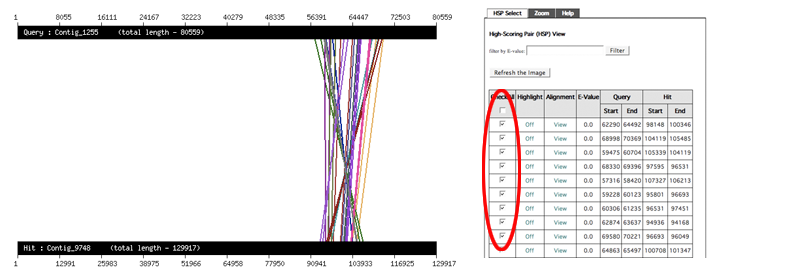 1 8055 16111 24167 32223 40279 48335 56391 64447 72503 80559
Query : Contig_1255 (total length - 80559)
Hit : Contig_9748 (total length - 129917)
1 12991 25983 38975 51966 64958 77950 90941 103933 116925 129917
HSP Select Zoom Help
High-Scoring Pair (HSP) View
filter by E-value: Filter
Refresh the Image
Check All Highlight Alignment E-Value Query Hit
Start End Start End
Off View 0.0 62290 64492 98148 100346
Off View 0.0 68998 70369 104119 105485
Off View 0.0 59475 60704 105339 104119
Off View 0.0 68330 69396 97595 96531
Off View 0.0 57316 58420 107327 106213
Off View 0.0 59228 60123 95801 96693
Off View 0.0 60306 61235 96531 97451
Off View 0.0 62874 63637 94936 94168
Off View 0.0 69580 70221 96693 96049
Off View 0.0 64863 65497 100708 101347